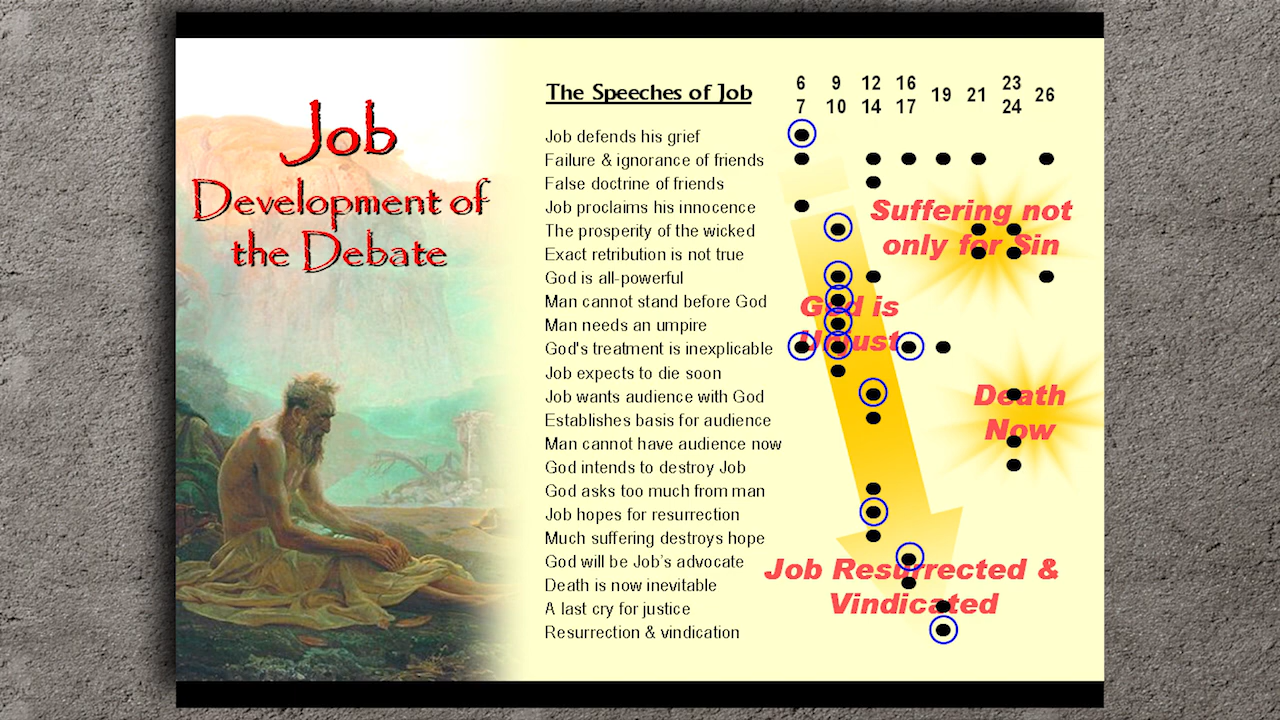 Job
Development of
the Debate
The Speeches of Job
6 9 12 16 19 21 23 26
7 10 14 17 24
Job defends his grief
Failure & ignorance of friends
False doctrine of friends
Job proclaims his innocence
The prosperity of the wicked
Exact retribution is not true
God is all-powerful
Man cannot stand before God
Man needs an umpire
God's treatment is inexplicable
Job expects to die soon
Job wants audience with God
Establishes basis for audience
Man cannot have audience now
God intends to destroy Job
God asks too much from man
Job hopes for resurrection
Much suffering destroys hope
God will be Job’s advocate
Death is now inevitable
A last cry for justice
Resurrection & vindication
Suffering not
only for Sin
God is
Unjust
Death
Now
Job Resurrected &
Vindicated